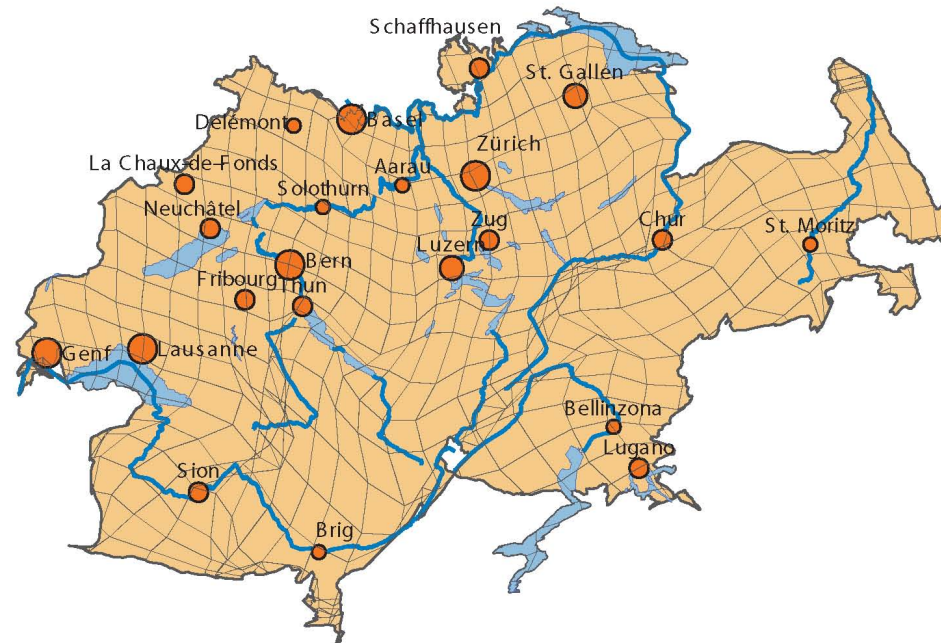 Schaffhausen
St. Gallen
Basel
Delémont
Zürich
La Chaux-de-Fonds
Aarau
Solothurn
Neuchâtel
Zug
Chur
St. Moritz
Luzern
Bern
Fribourg
Thun
Genf
Lausanne
Bellinzona
Lugano
Sion
Brig